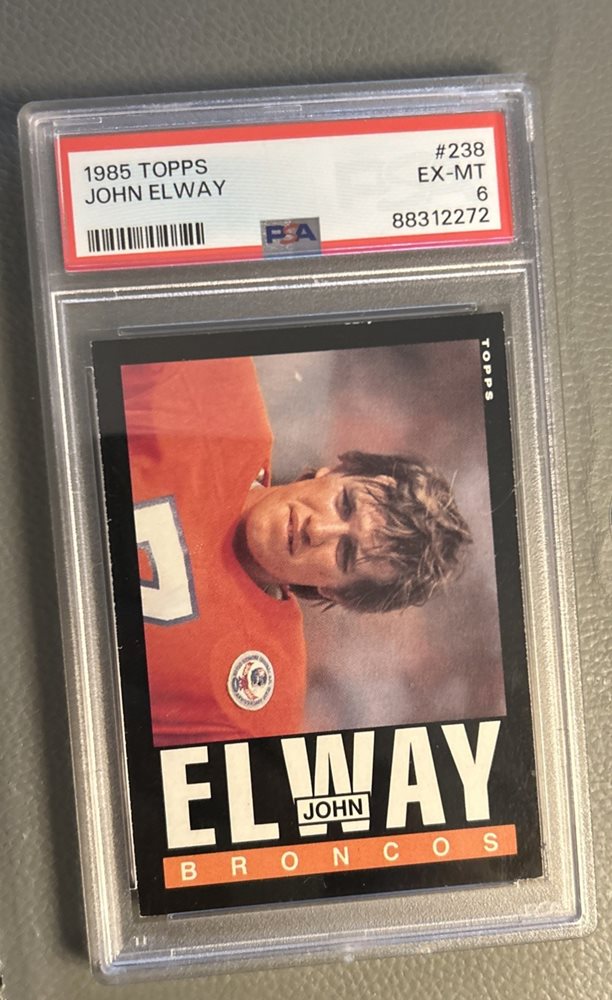 1985 TOPPS
JOHN ELWAY
#238
EX-MT
6
88312272
PSA
TOPPS
ELWAY
JOHN
BRONCOS